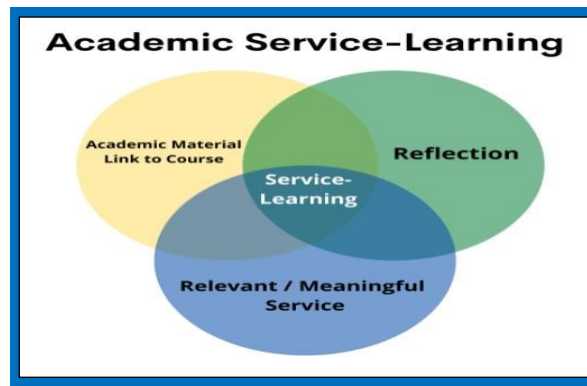 Academic Service-Learning
Academic Material
Link to Course
Reflection
Service-
Learning
Relevant / Meaningful
Service